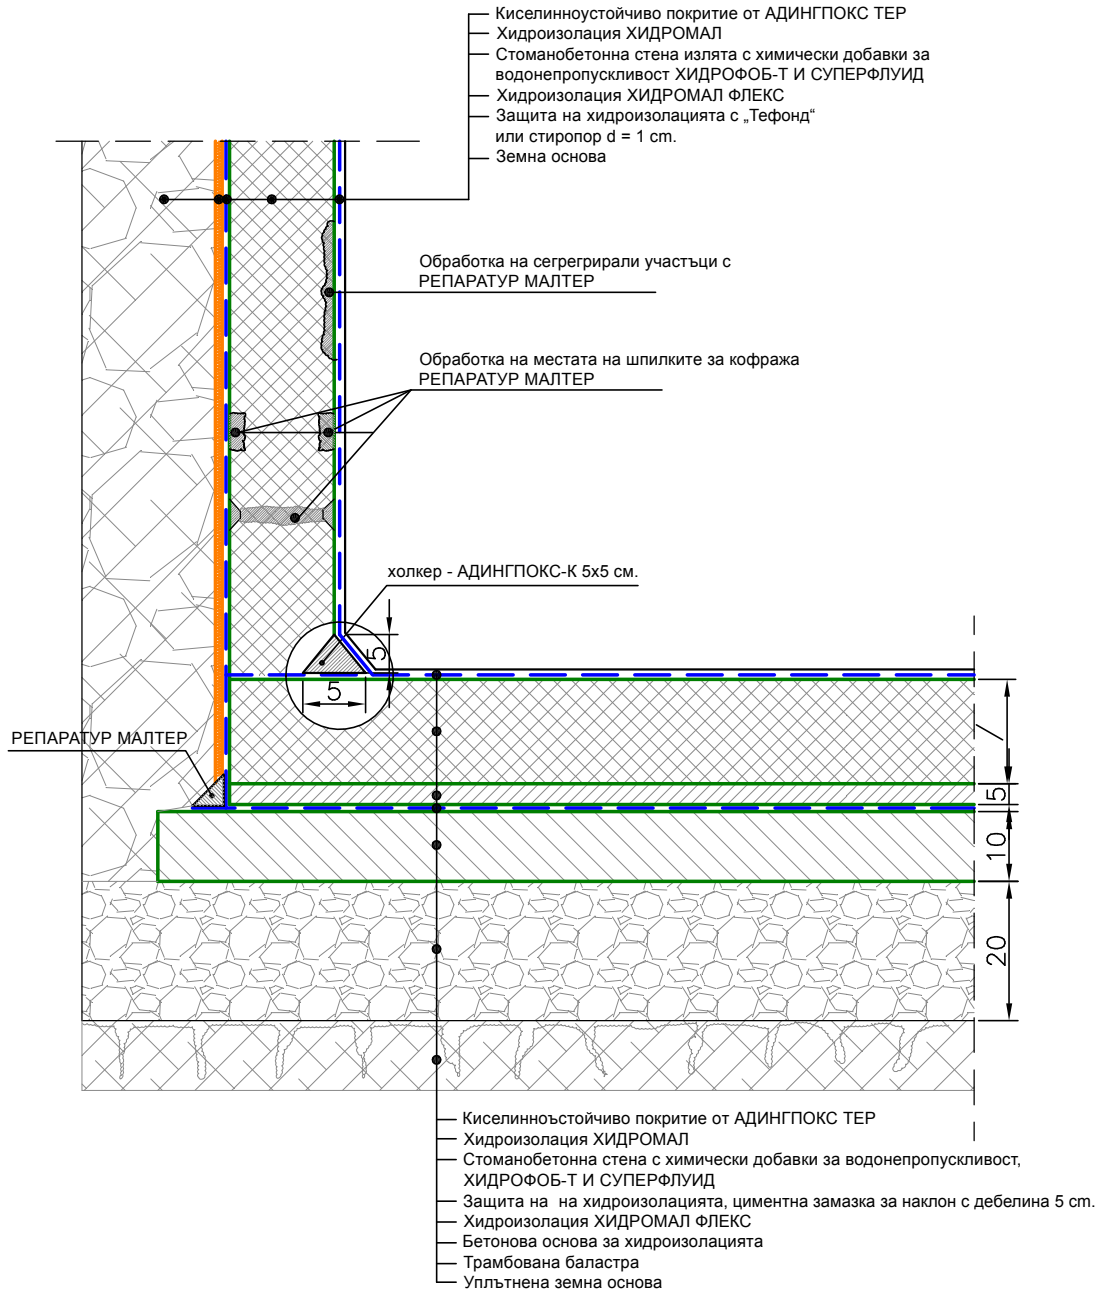 Киселинноустойчиво покритие от АДИНГПОКС ТЕР
Хидроизолация ХИДРОМАЛ
Стоманобетонна стена излята с химически добавки за
водонепропускливост ХИДРОФОБ-Т И СУПЕРФЛУИД
Хидроизолация ХИДРОМАЛ ФЛЕКС
Защита на хидроизолацията с „Тефонд“
или стиропор d = 1 cm.
Земна основа
Обработка на сегрегрирали участъци с
РЕПАРАТУР МАЛТЕР
Обработка на местата на шпилките за кофража
РЕПАРАТУР МАЛТЕР
холкер - АДИНГПОКС-К 5x5 см.
5
5
РЕПАРАТУР МАЛТЕР
/
5
10
20
Киселинноъстойчиво покритие от АДИНГПОКС ТЕР
Хидроизолация ХИДРОМАЛ
Стоманобетонна стена с химически добавки за водонепропускливост,
ХИДРОФОБ-Т И СУПЕРФЛУИД
Защита на на хидроизолацията, циментна замазка за наклон с дебелина 5 cm.
Хидроизолация ХИДРОМАЛ ФЛЕКС
Бетонова основа за хидроизолацията
Трамбована баластра
Уплътнена земна основа